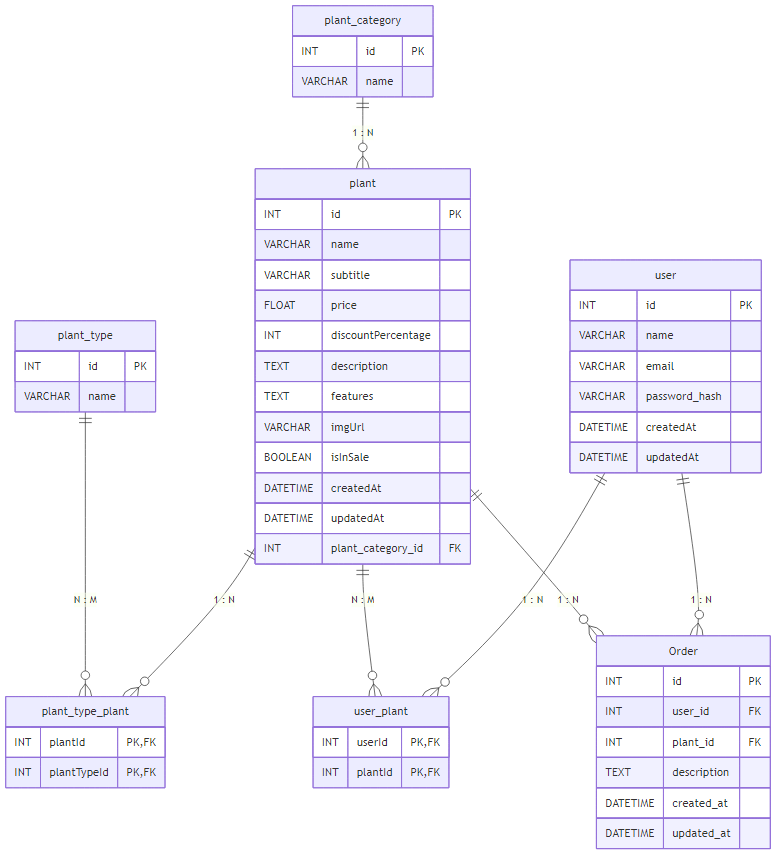 plant_category
INT id PK
VARCHAR name
1 : N
plant
INT id PK
VARCHAR name
VARCHAR subtitle
FLOAT price
INT discountPercentage
TEXT description
TEXT features
VARCHAR imgUrl
BOOLEAN isInSale
DATETIME createdAt
DATETIME updatedAt
INT plant_category_id FK
user
INT id PK
VARCHAR name
VARCHAR email
VARCHAR password_hash
DATETIME createdAt
DATETIME updatedAt
plant_type
INT id PK
VARCHAR name
N : M
1 : N
N : M
1 : N
1 : N
1 : N
plant_type_plant
INT plantId PK,FK
INT plantTypeId PK,FK
user_plant
INT userId PK,FK
INT plantId PK,FK
Order
INT id PK
INT user_id FK
INT plant_id FK
TEXT description
DATETIME created_at
DATETIME updated_at